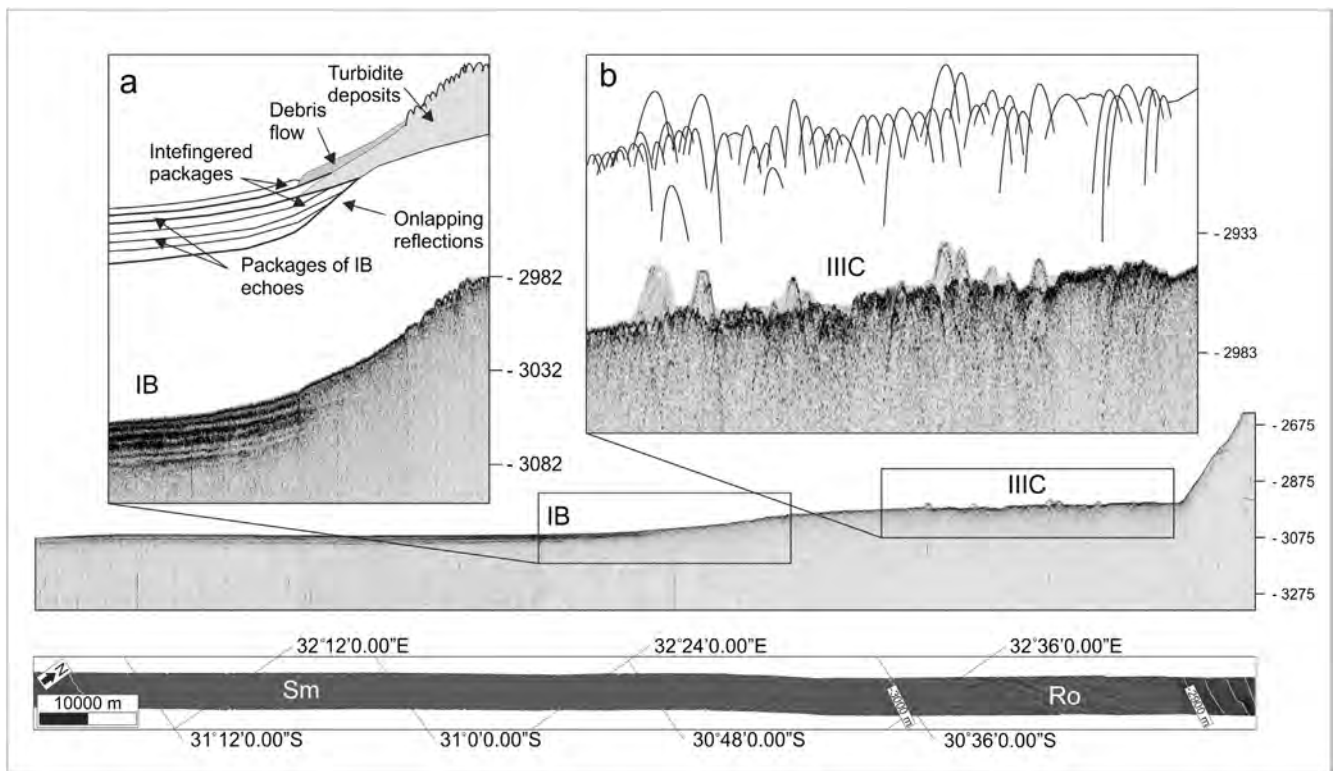 a
Turbidite
deposits
Debris
flow
Intefingered
packages
Onlapping
reflections
Packages of IB
echoes
- 2982
- 3032
- 3082
IB
b
IIIC
- 2933
- 2983
IB
IIIC
- 2675
- 2875
- 3075
- 3275
32°12'0.00"E
32°24'0.00"E
32°36'0.00"E
N
10000 m
Sm
Ro
-3000 m
-2900 m
31°12'0.00"S
31°0'0.00"S
30°48'0.00"S
30°36'0.00"S